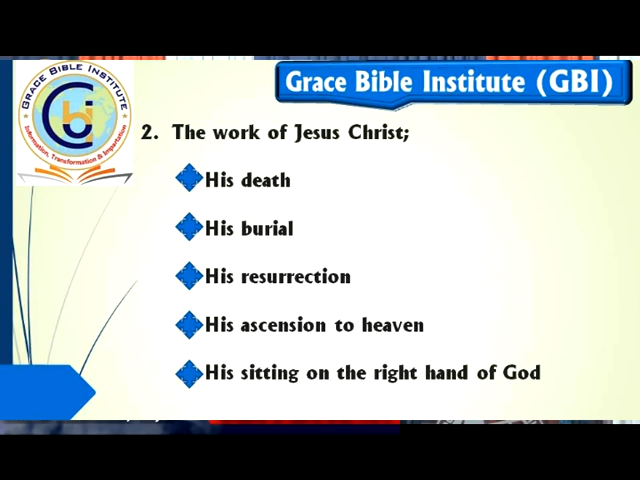 Grace Bible Institute (GBI)
GRACE BIBLE INSTITUTE
Information, Transformation & Impartation
2. The work of Jesus Christ;
His death
His burial
His resurrection
His ascension to heaven
His sitting on the right hand of God